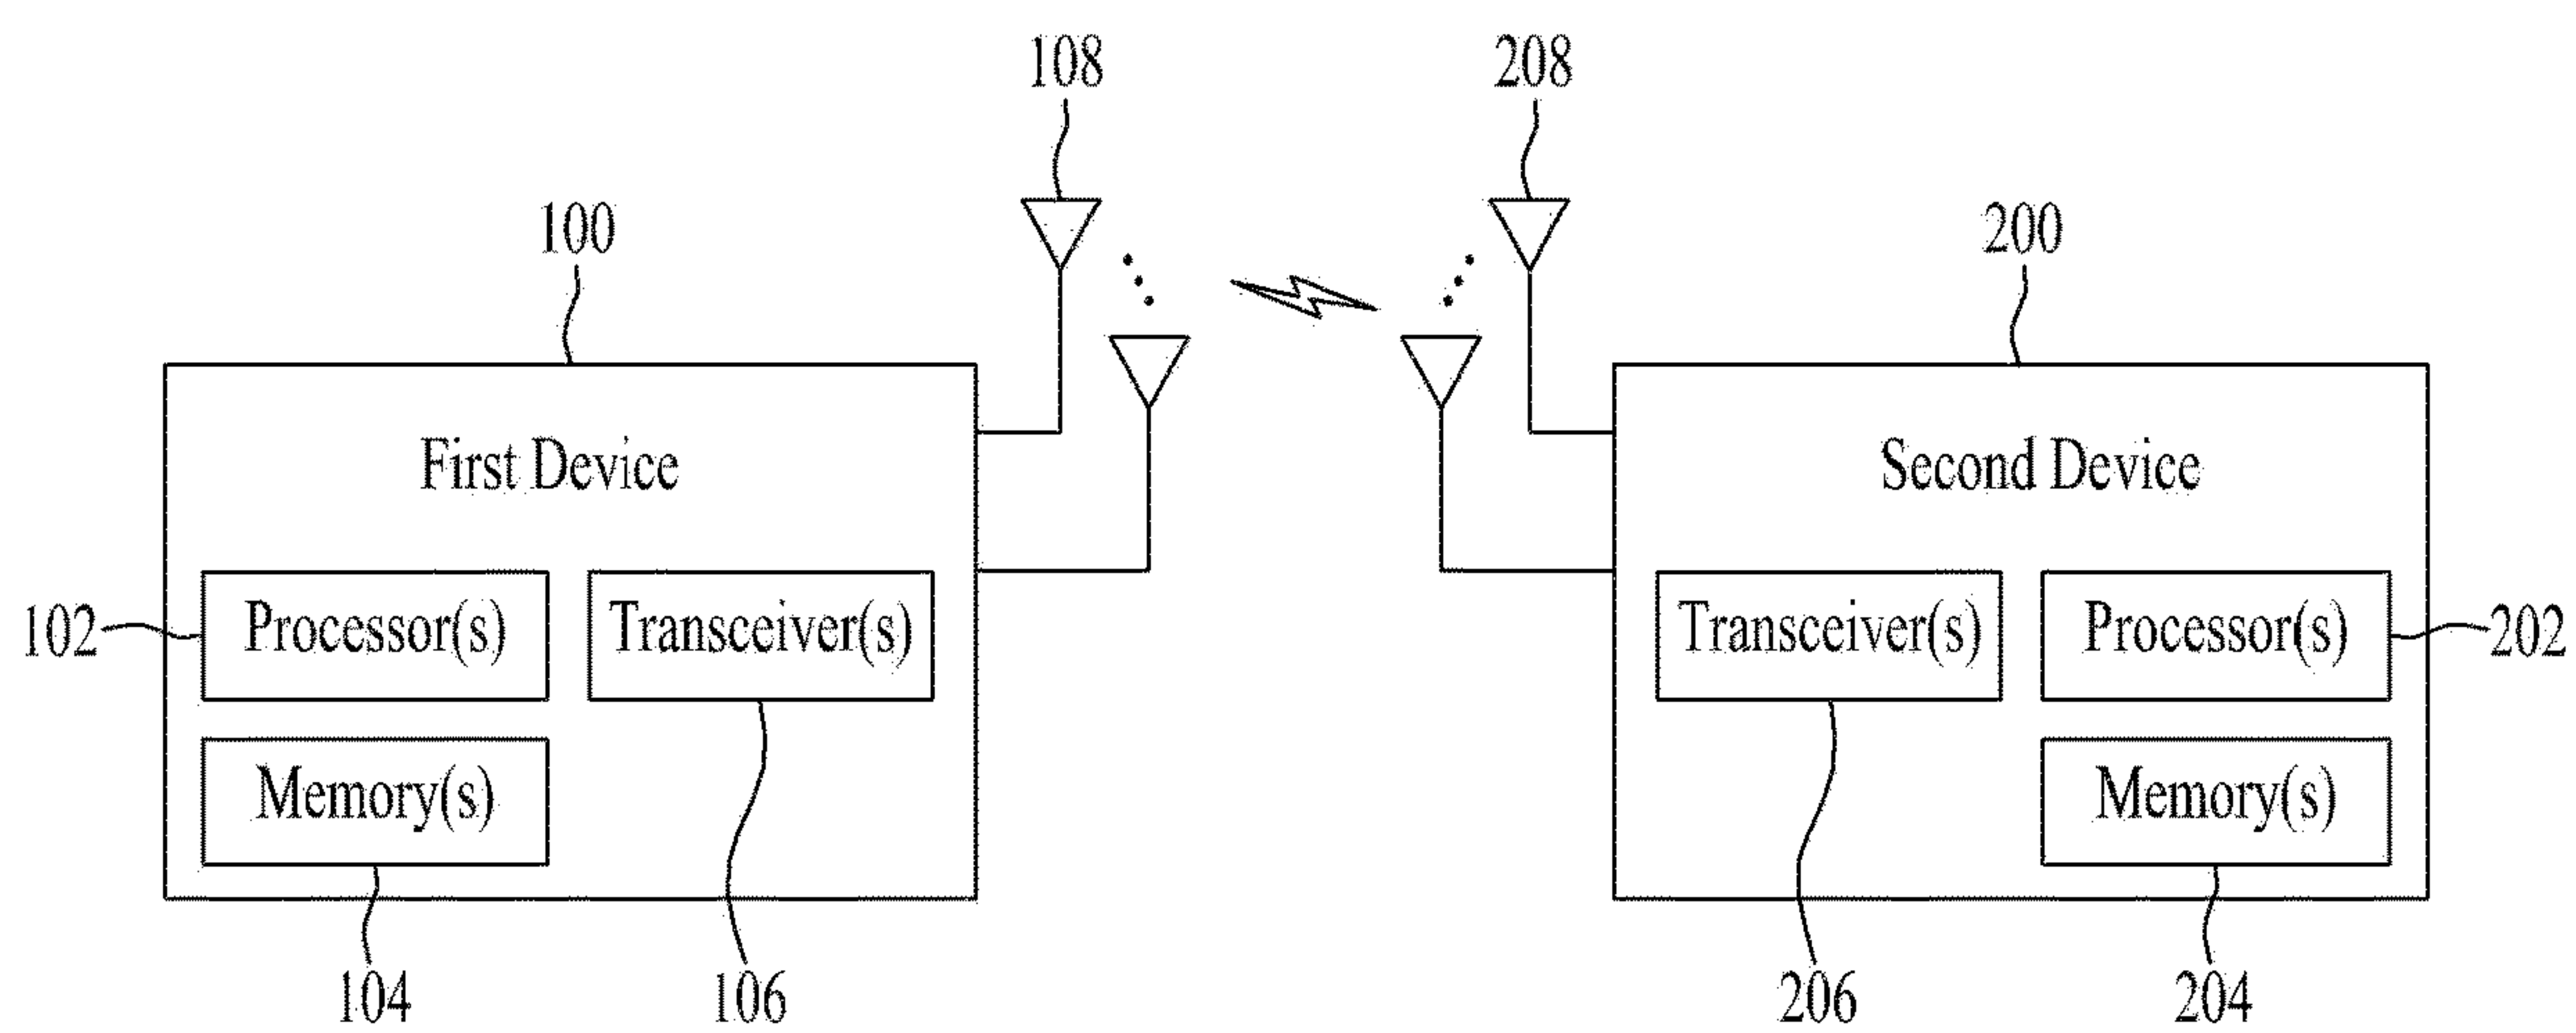 108
208
100
200
First Device
Second Device
102
Processor(s)
Transceiver(s)
Transceiver(s)
Processor(s)
202
Memory(s)
Memory(s)
104
106
206
204